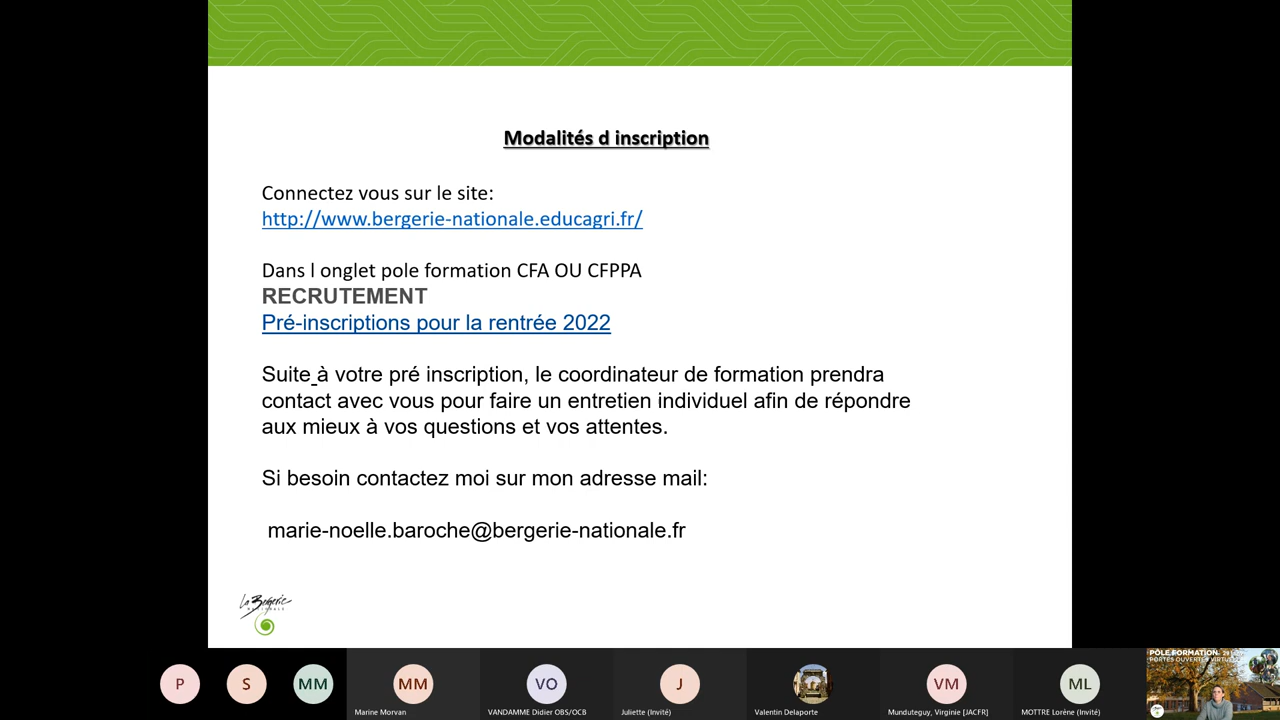 Modalités d inscription
Connectez vous sur le site:
http://www.bergerie-nationale.educagri.fr/
Dans l onglet pole formation CFA OU CFPPA
RECRUTEMENT
Pré-inscriptions pour la rentrée 2022
Suite à votre pré inscription, le coordinateur de formation prendra
contact avec vous pour faire un entretien individuel afin de répondre
aux mieux à vos questions et vos attentes.
Si besoin contactez moi sur mon adresse mail:
marie-noelle.baroche@bergerie-nationale.fr
La Bergerie
NATIONALE
P
S
MM
MM
VO
J
VM
ML
Marine Morvan
VANDAMME Didier OBS/OCB
Juliette (Invité)
Valentin Delaporte
Munduteguy, Virginie [JACFR]
MOTTRE Lorène (Invité)
PÔLE FORMATION
PORTES OUVERTES